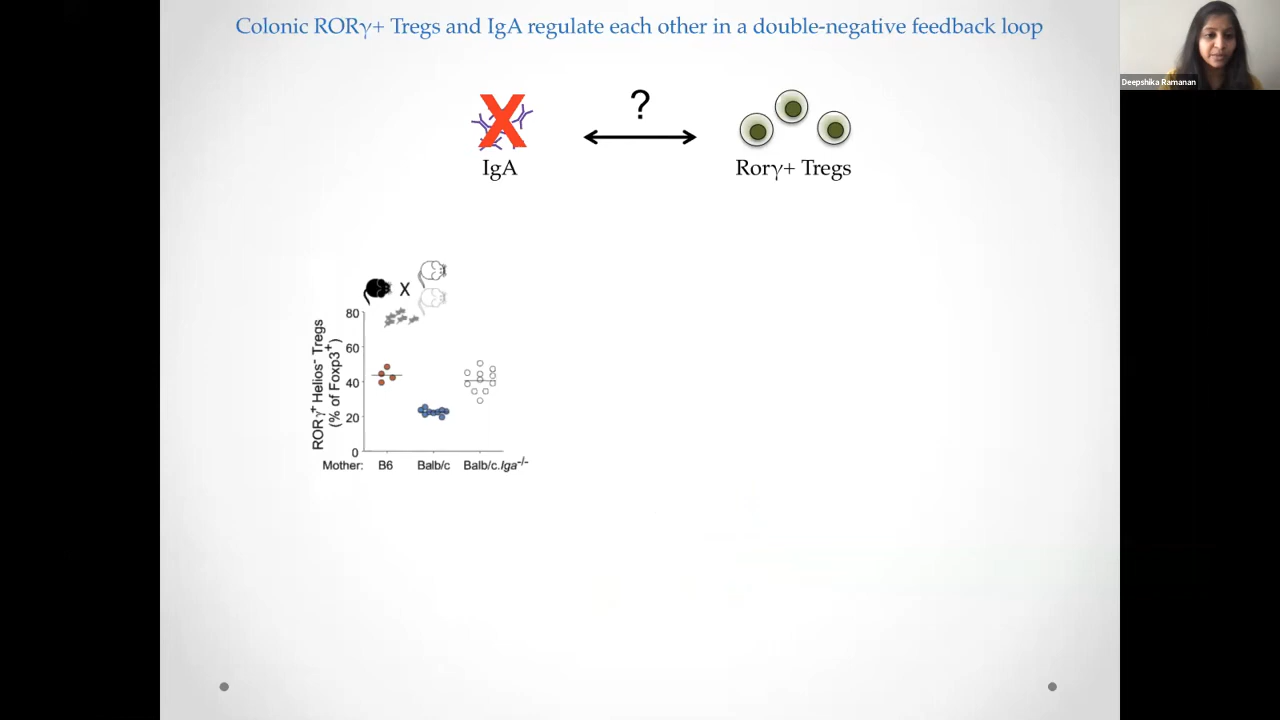 Colonic RORγ+ Tregs and IgA regulate each other in a double-negative feedback loop
Deepshika Ramanan
?
IgA
Rorγ+ Tregs
X
RORγ⁺ Helios⁻ Tregs
(% of Foxp3⁺)
80
60
40
20
0
Mother: B6 Balb/c Balb/c.Iga⁻/⁻